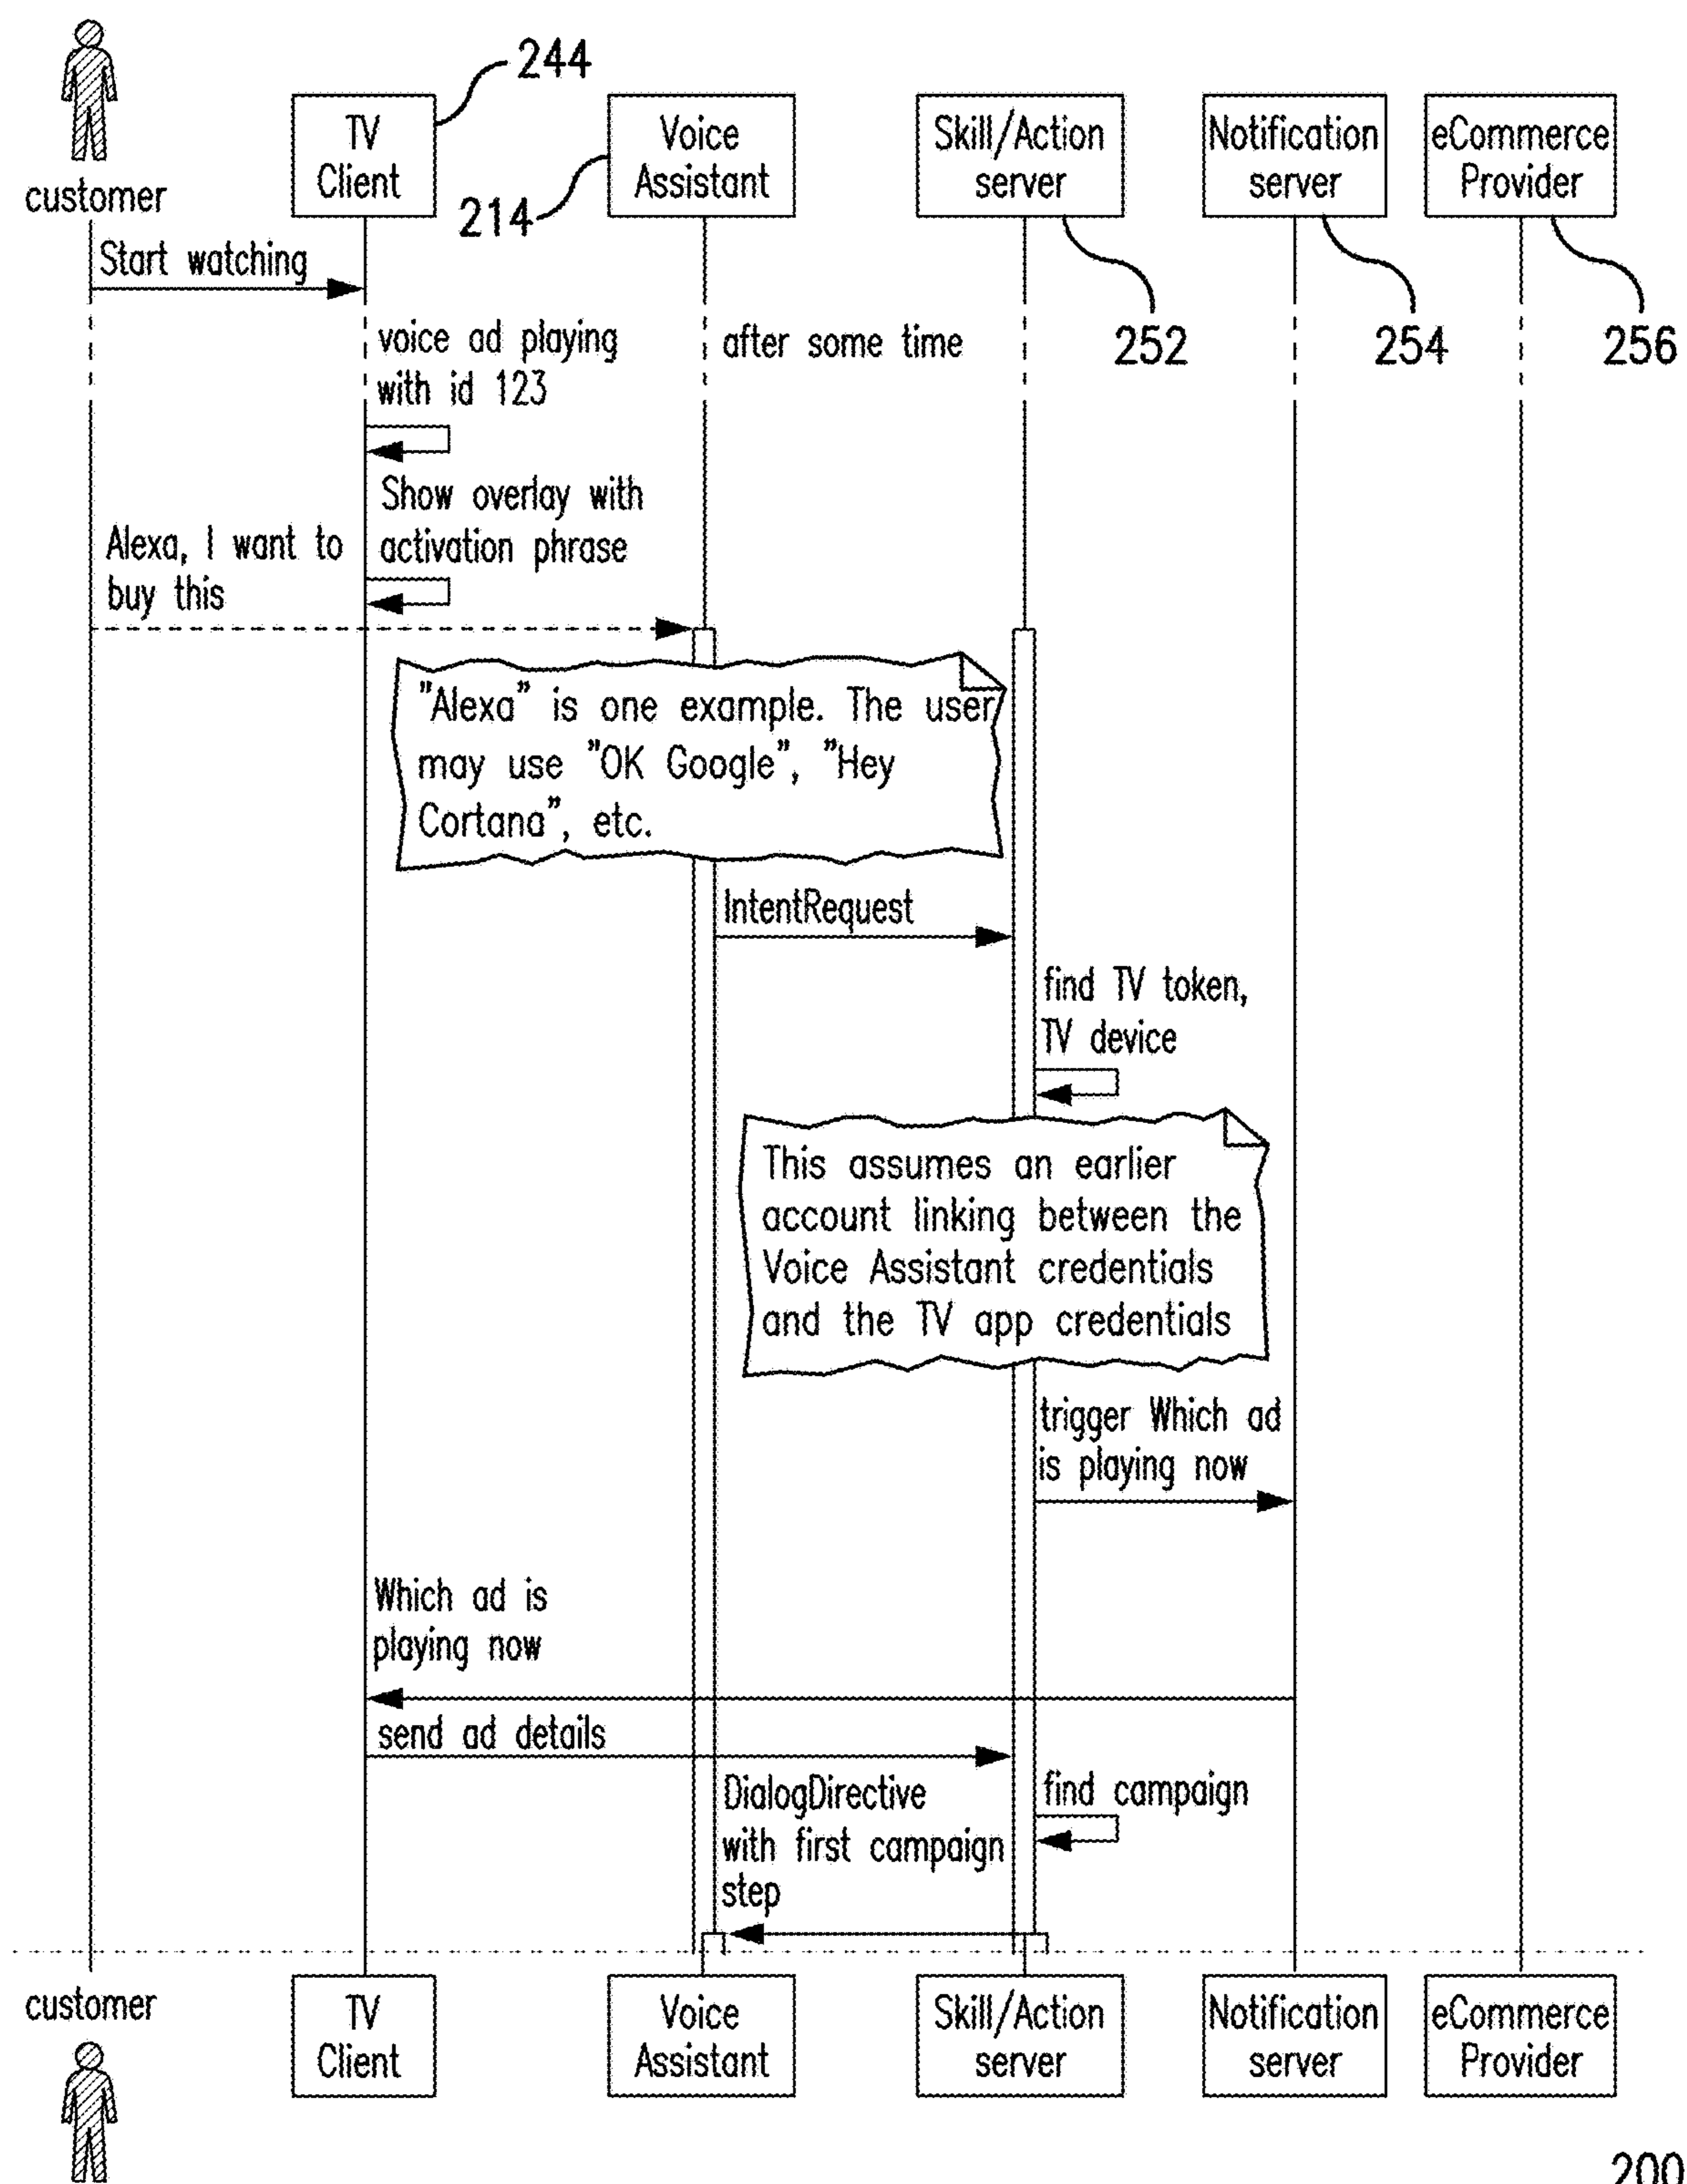 244
TV
Client
Voice
Assistant
Skill/Action
server
Notification
server
eCommerce
Provider
customer
214
252
254
256
Start watching
voice ad playing
with id 123
after some time
Show overlay with
activation phrase
Alexa, I want to
buy this
"Alexa" is one example. The user
may use "OK Google", "Hey
Cortana", etc.
IntentRequest
find TV token,
TV device
This assumes an earlier
account linking between the
Voice Assistant credentials
and the TV app credentials
trigger Which ad
is playing now
Which ad is
playing now
send ad details
find campaign
DialogDirective
with first campaign
step
customer
TV
Client
Voice
Assistant
Skill/Action
server
Notification
server
eCommerce
Provider
200